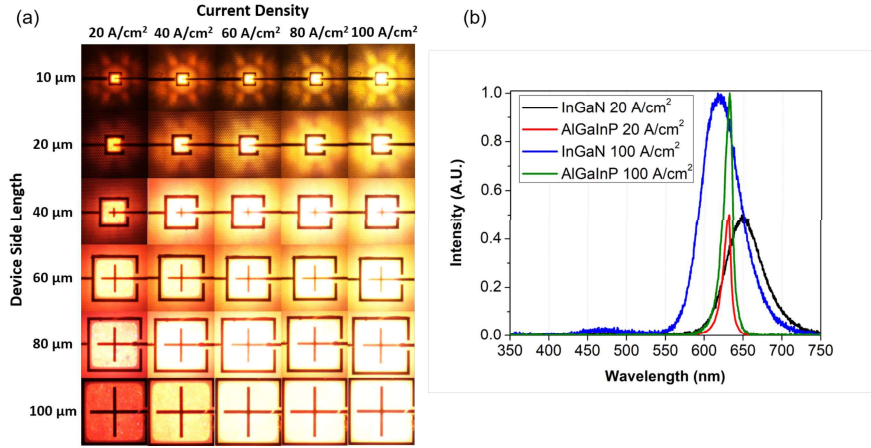 (a)
Current Density
20 A/cm² 40 A/cm² 60 A/cm² 80 A/cm² 100 A/cm²
Device Side Length
10 μm
20 μm
40 μm
60 μm
80 μm
100 μm
(b)
InGaN 20 A/cm²
AlGaInP 20 A/cm²
InGaN 100 A/cm²
AlGaInP 100 A/cm²
Intensity (A.U.)
1.0
0.8
0.6
0.4
0.2
0.0
350 400 450 500 550 600 650 700 750
Wavelength (nm)